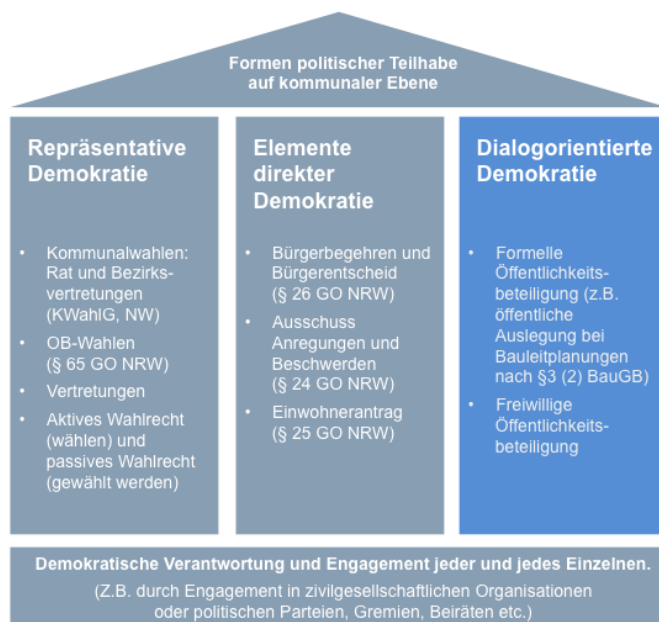 Formen politischer Teilhabe
auf kommunaler Ebene
Repräsentative
Demokratie
• Kommunalwahlen:
Rat und Bezirks-
vertretungen
(KWahlG, NW)
• OB-Wahlen
(§ 65 GO NRW)
• Vertretungen
• Aktives Wahlrecht
(wählen) und
passives Wahlrecht
(gewählt werden)
Elemente
direkter
Demokratie
• Bürgerbegehren und
Bürgerentscheid
(§ 26 GO NRW)
• Ausschuss
Anregungen und
Beschwerden
(§ 24 GO NRW)
• Einwohnerantrag
(§ 25 GO NRW)
Dialogorientierte
Demokratie
• Formelle
Öffentlichkeits-
beteiligung (z.B.
öffentliche
Auslegung bei
Bauleitplanungen
nach §3 (2) BauGB)
• Freiwillige
Öffentlichkeits-
beteiligung
Demokratische Verantwortung und Engagement jeder und jedes Einzelnen.
(Z.B. durch Engagement in zivilgesellschaftlichen Organisationen
oder politischen Parteien, Gremien, Beiräten etc.)